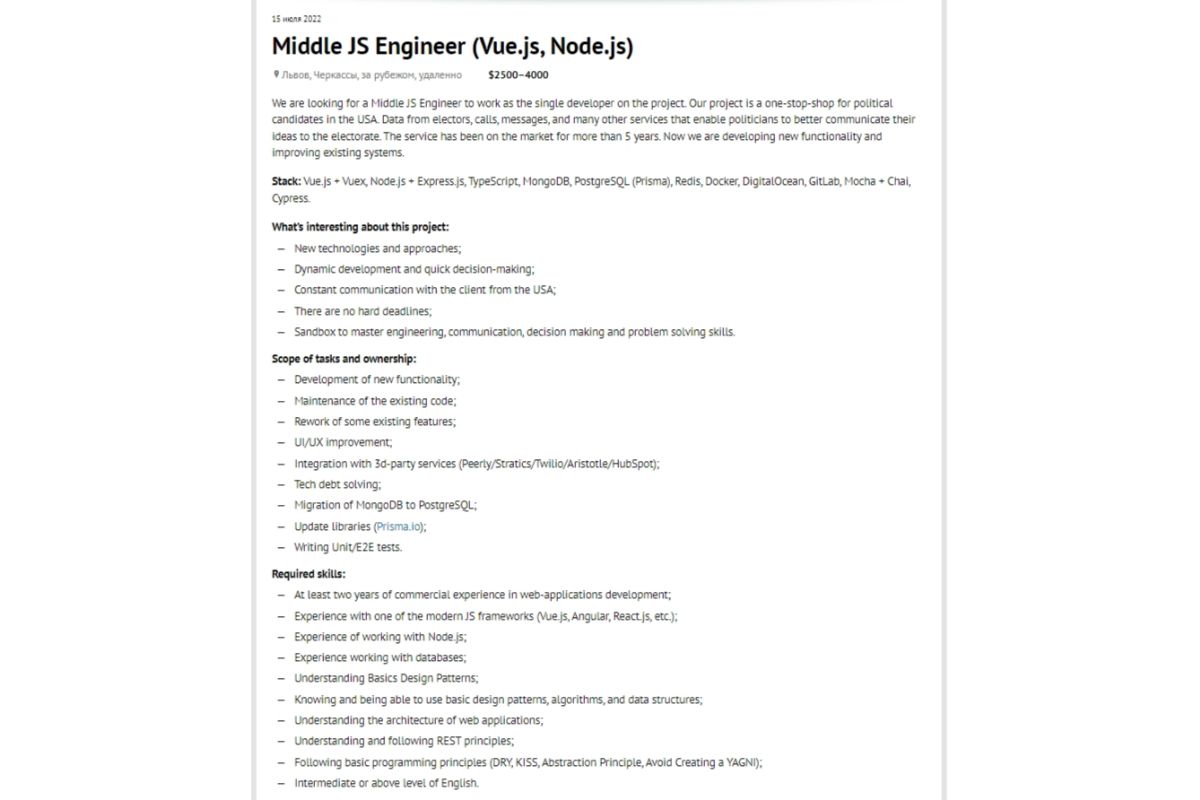 15 июля 2022
Middle JS Engineer (Vue.js, Node.js)
Львов, Черкассы, за рубежом, удаленно $2500–4000
We are looking for a Middle JS Engineer to work as the single developer on the project. Our project is a one-stop-shop for political
candidates in the USA. Data from electors, calls, messages, and many other services that enable politicians to better communicate their
ideas to the electorate. The service has been on the market for more than 5 years. Now we are developing new functionality and
improving existing systems.
Stack: Vue.js + Vuex, Node.js + Express.js, TypeScript, MongoDB, PostgreSQL (Prisma), Redis, Docker, DigitalOcean, GitLab, Mocha + Chai,
Cypress.
What's interesting about this project:
— New technologies and approaches;
— Dynamic development and quick decision-making;
— Constant communication with the client from the USA;
— There are no hard deadlines;
— Sandbox to master engineering, communication, decision making and problem solving skills.
Scope of tasks and ownership:
— Development of new functionality;
— Maintenance of the existing code;
— Rework of some existing features;
— UI/UX improvement;
— Integration with 3d-party services (Peerly/Stratics/Twilio/Aristotle/HubSpot);
— Tech debt solving;
— Migration of MongoDB to PostgreSQL;
— Update libraries (Prisma.io);
— Writing Unit/E2E tests.
Required skills:
— At least two years of commercial experience in web-applications development;
— Experience with one of the modern JS frameworks (Vue.js, Angular, React.js, etc.);
— Experience of working with Node.js;
— Experience working with databases;
— Understanding Basics Design Patterns;
— Knowing and being able to use basic design patterns, algorithms, and data structures;
— Understanding the architecture of web applications;
— Understanding and following REST principles;
— Following basic programming principles (DRY, KISS, Abstraction Principle, Avoid Creating a YAGNI);
— Intermediate or above level of English.